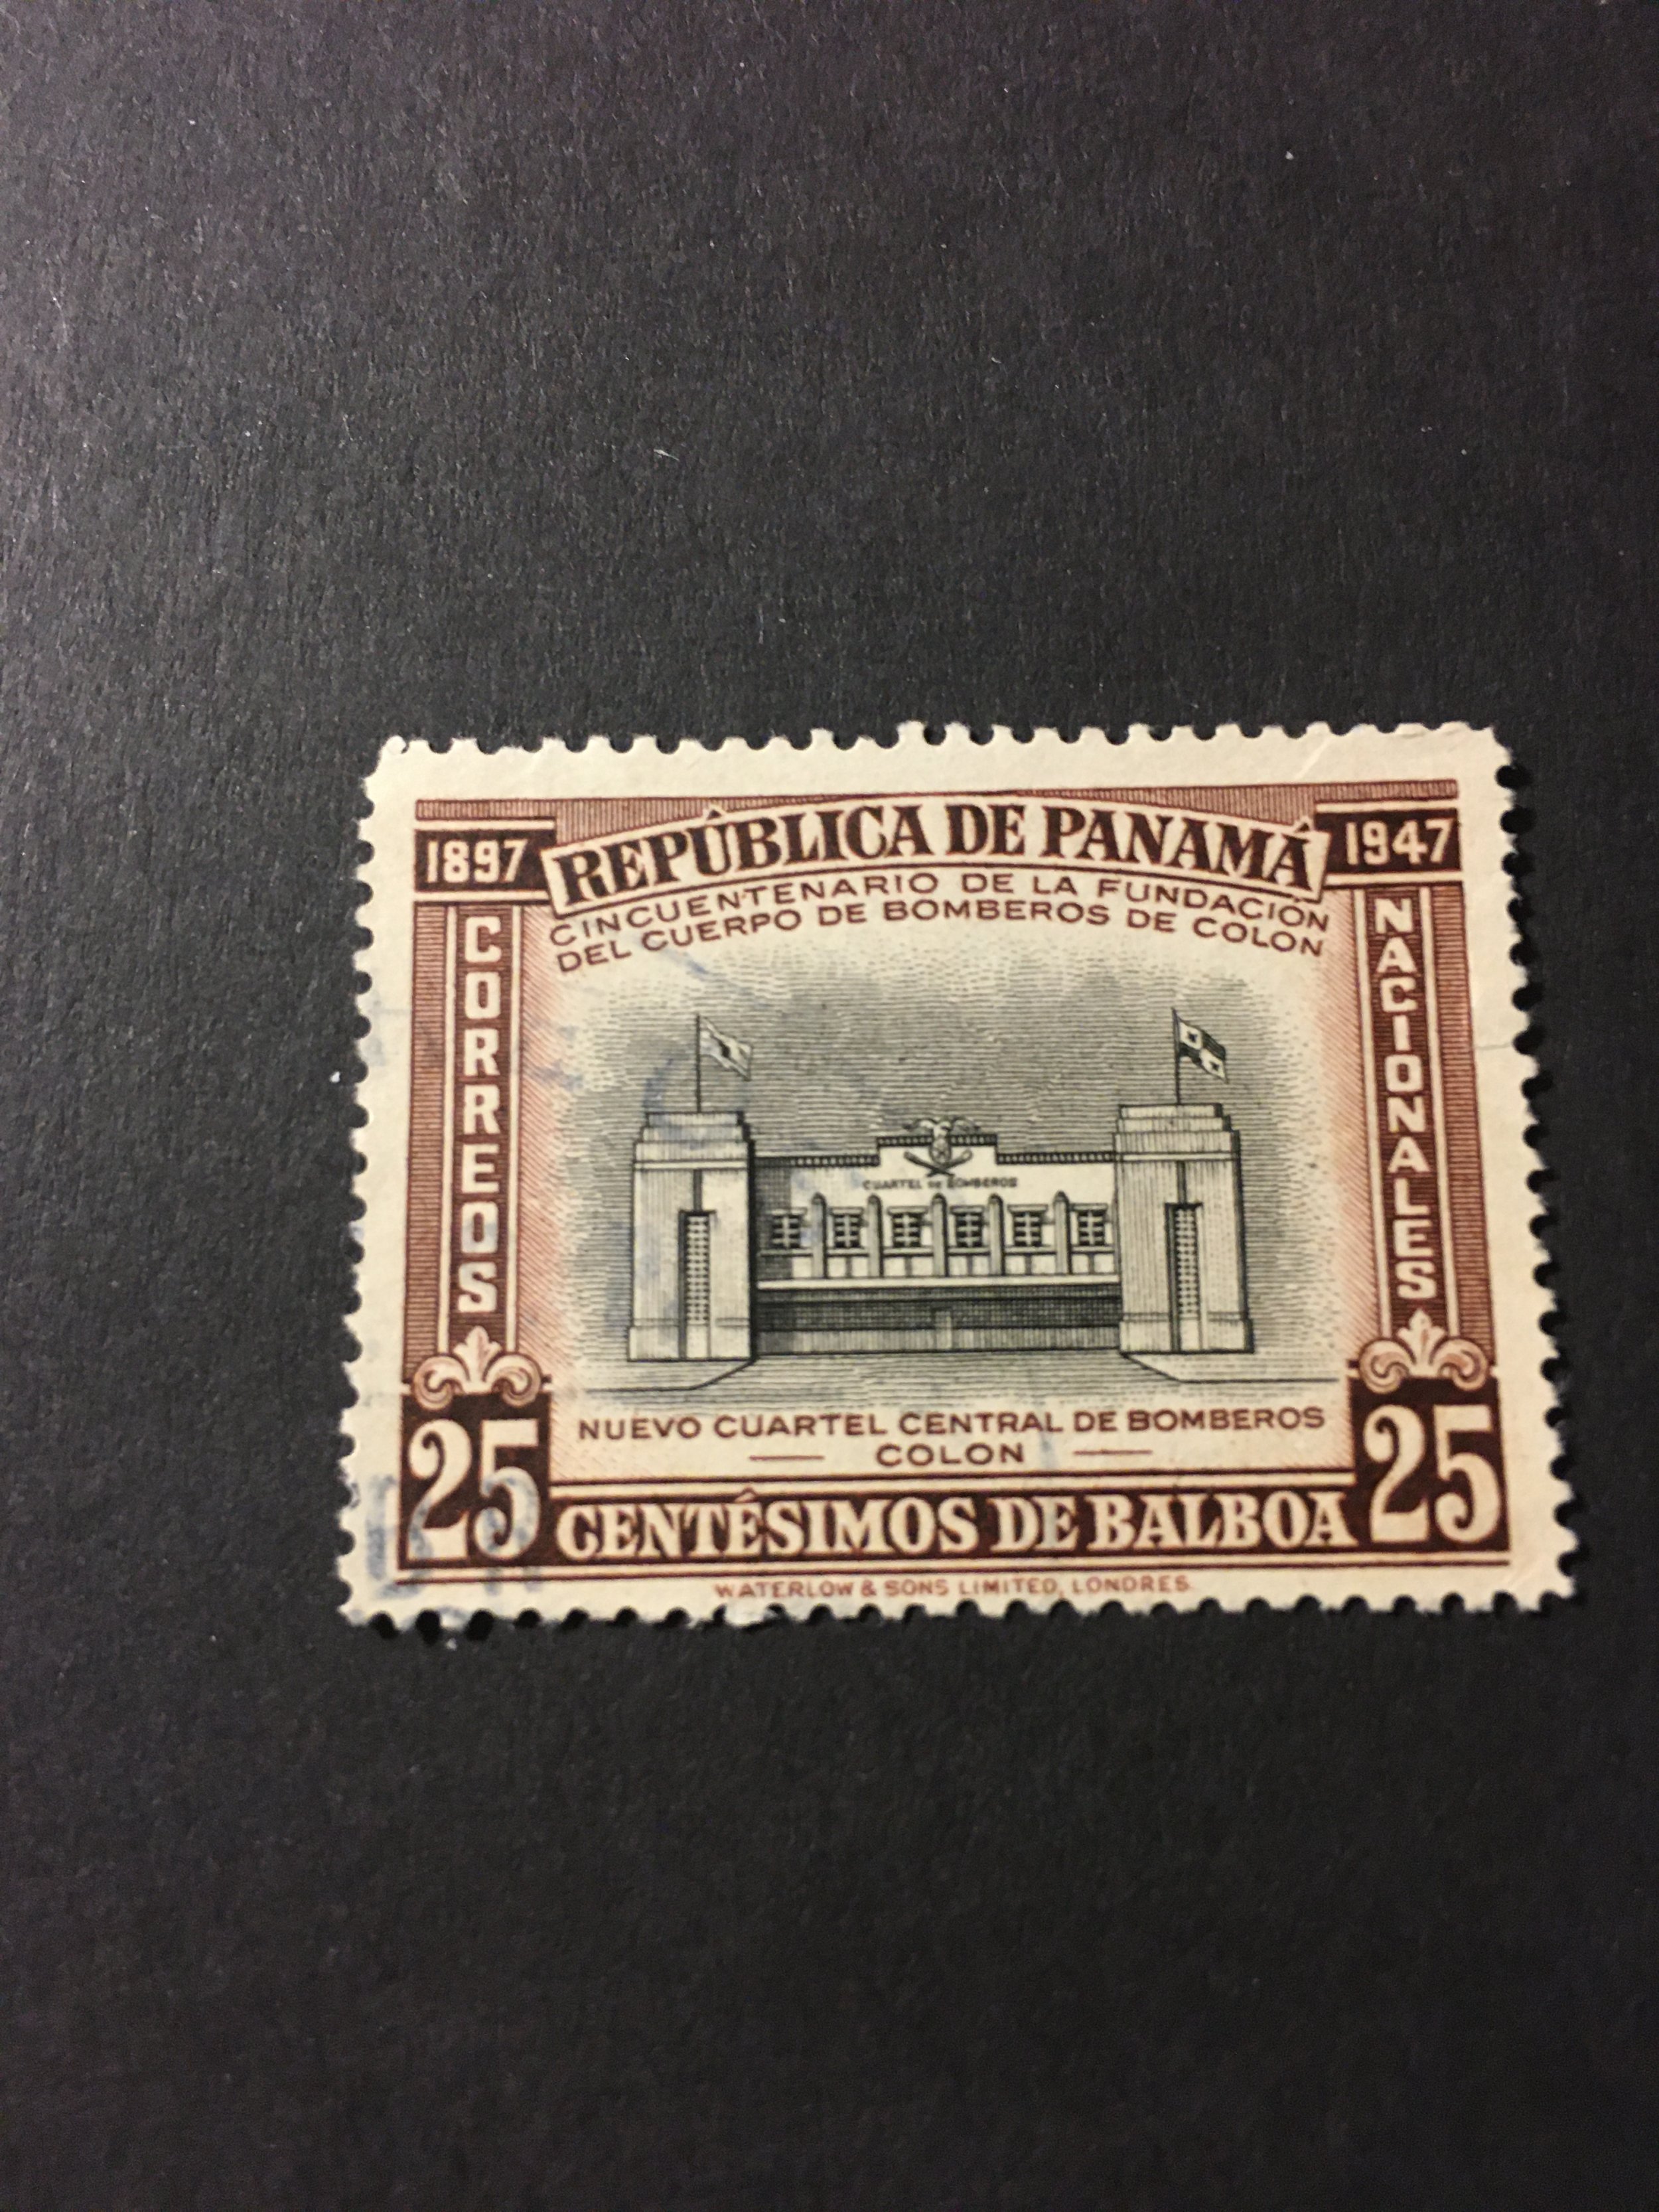 1897 REPÚBLICA DE PANAMÁ 1947
CINCUENTENARIO DE LA FUNDACIÓN
DEL CUERPO DE BOMBEROS DE COLON
CORREOS
NACIONALES
CUARTEL DE BOMBEROS
NUEVO CUARTEL CENTRAL DE BOMBEROS
COLON
25 CENTÉSIMOS DE BALBOA 25
WATERLOW & SONS LIMITED, LONDRES.